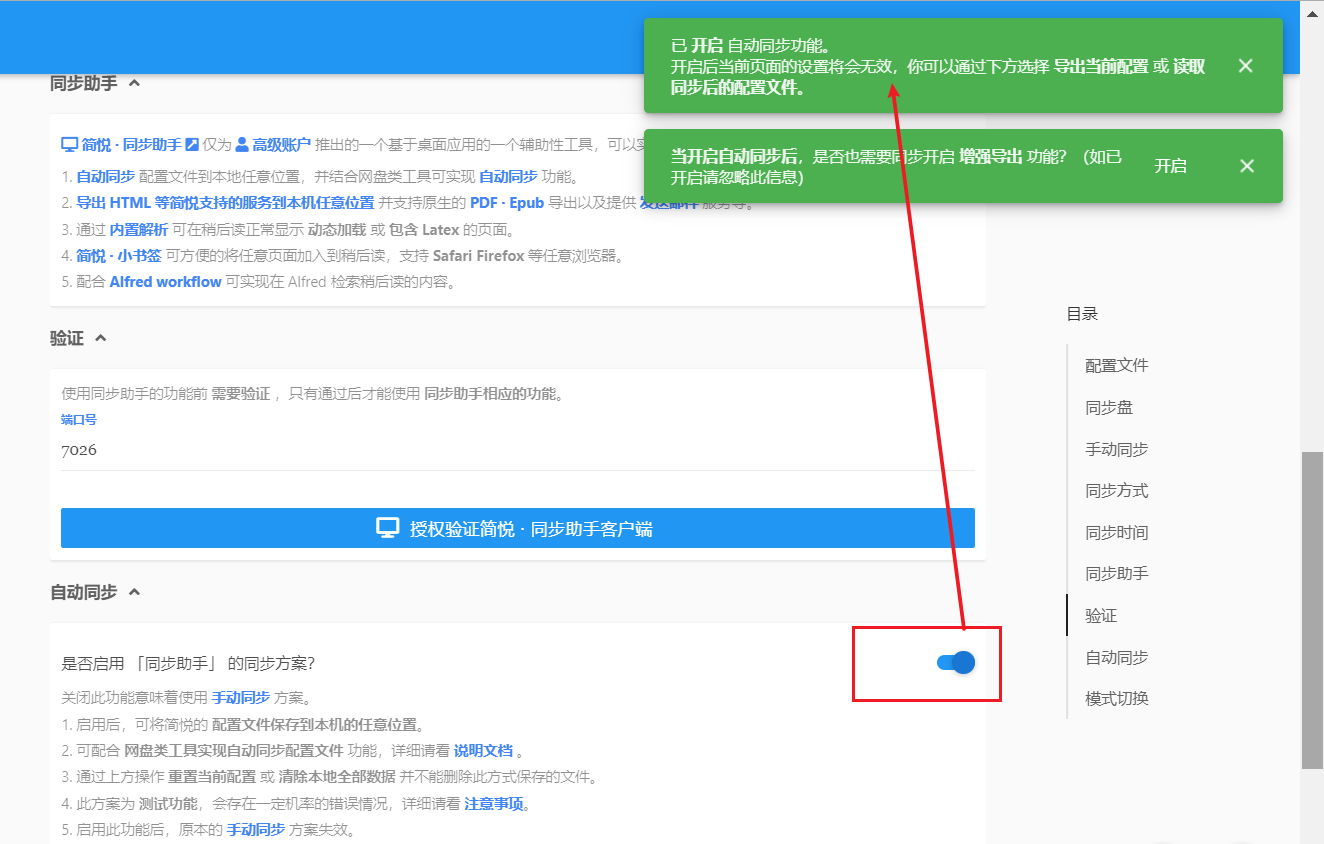 已 开启 自动同步功能。
开启后当前页面的设置将会无效，你可以通过下方选择 导出当前配置 或 读取
同步后的配置文件。
当开启自动同步后，是否也需要同步开启 增强导出 功能？（如已
开启请忽略此信息）
开启
同步助手
简悦 · 同步助手 仅为 高级账户 推出的一个基于桌面应用的一个辅助性工具，可以
1. 自动同步 配置文件到本地任意位置，并结合网盘类工具可实现 自动同步 功能。
2. 导出 HTML 等简悦支持的服务到本机任意位置 并支持原生的 PDF · Epub 导出以及提供 发送邮件 服务等。
3. 通过 内置解析 可在稍后读正常显示 动态加载 或 包含 Latex 的页面。
4. 简悦 · 小书签 可方便的将任意页面加入到稍后读，支持 Safari Firefox 等任意浏览器。
5. 配合 Alfred workflow 可实现在 Alfred 检索稍后读的内容。
验证
使用同步助手的功能前 需要验证 ，只有通过后才能使用 同步助手相应的功能。
端口号
7026
授权验证简悦 · 同步助手客户端
自动同步
是否启用 「同步助手」 的同步方案？
关闭此功能意味着使用 手动同步 方案。
1. 启用后，可将简悦的 配置文件保存到本机的任意位置。
2. 可配合 网盘类工具实现自动同步配置文件 功能，详细请看 说明文档 。
3. 通过上方操作 重置当前配置 或 清除本地全部数据 并不能删除此方式保存的文件。
4. 此方案为 测试功能，会存在一定机率的错误情况，详细请看 注意事项。
5. 启用此功能后，原本的 手动同步 方案失效。
目录
配置文件
同步盘
手动同步
同步方式
同步时间
同步助手
验证
自动同步
模式切换